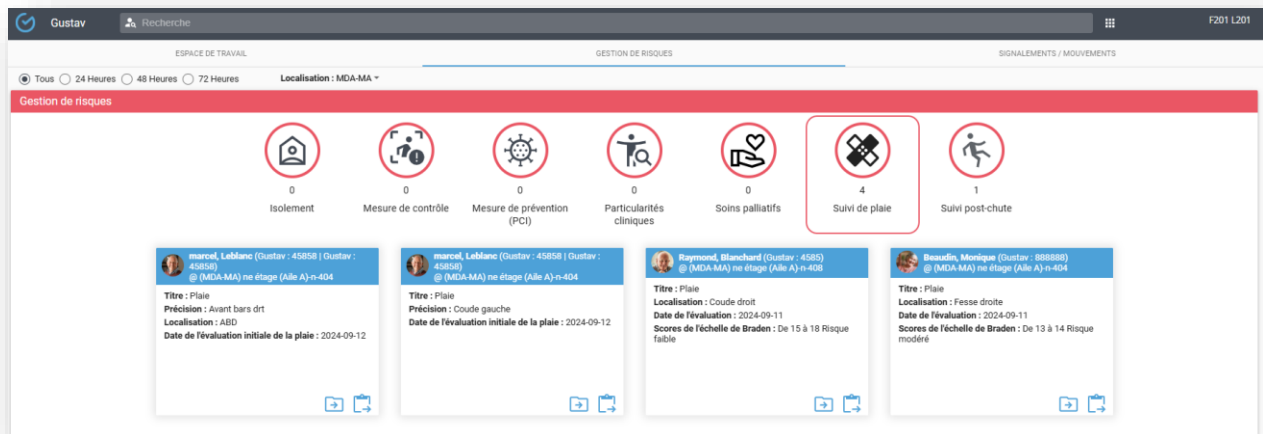 Gustav
Recherche
F201 L201
ESPACE DE TRAVAIL
GESTION DE RISQUES
SIGNALEMENTS / MOUVEMENTS
Tous 24 Heures 48 Heures 72 Heures
Localisation : MDA-MA
Gestion de risques
0
Isolement
0
Mesure de contrôle
0
Mesure de prévention
(PCI)
0
Particularités
cliniques
0
Soins palliatifs
4
Suivi de plaie
1
Suivi post-chute
marcel, Leblanc (Gustav : 45858 | Gustav :
45858)
@ (MDA-MA) ne étage (Aile A)-n-404
Titre : Plaie
Précision : Avant bars drt
Localisation : ABD
Date de l'évaluation initiale de la plaie : 2024-09-12
marcel, Leblanc (Gustav : 45858 | Gustav :
45858)
@ (MDA-MA) ne étage (Aile A)-n-404
Titre : Plaie
Précision : Coude gauche
Date de l'évaluation initiale de la plaie : 2024-09-12
Raymond, Blanchard (Gustav : 4585)
@ (MDA-MA) ne étage (Aile A)-n-408
Titre : Plaie
Localisation : Coude droit
Date de l'évaluation : 2024-09-11
Scores de l'échelle de Braden : De 15 à 18 Risque
faible
Beaudin, Monique (Gustav : 888888)
@ (MDA-MA) ne étage (Aile A)-n-404
Titre : Plaie
Localisation : Fesse droite
Date de l'évaluation : 2024-09-11
Scores de l'échelle de Braden : De 13 à 14 Risque
modéré